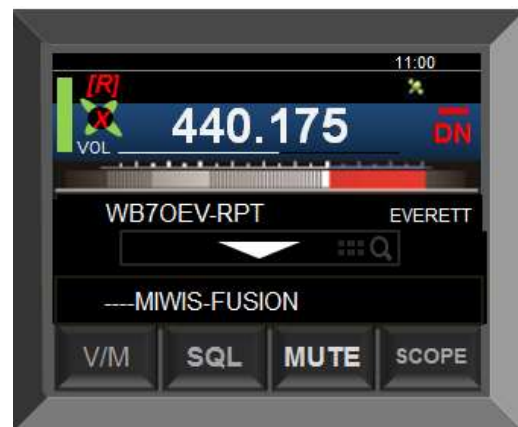 11:00
[R]
X
VOL 440.175 DN
WB7OEV-RPT EVERETT
----MIWIS-FUSION
V/M SQL MUTE SCOPE